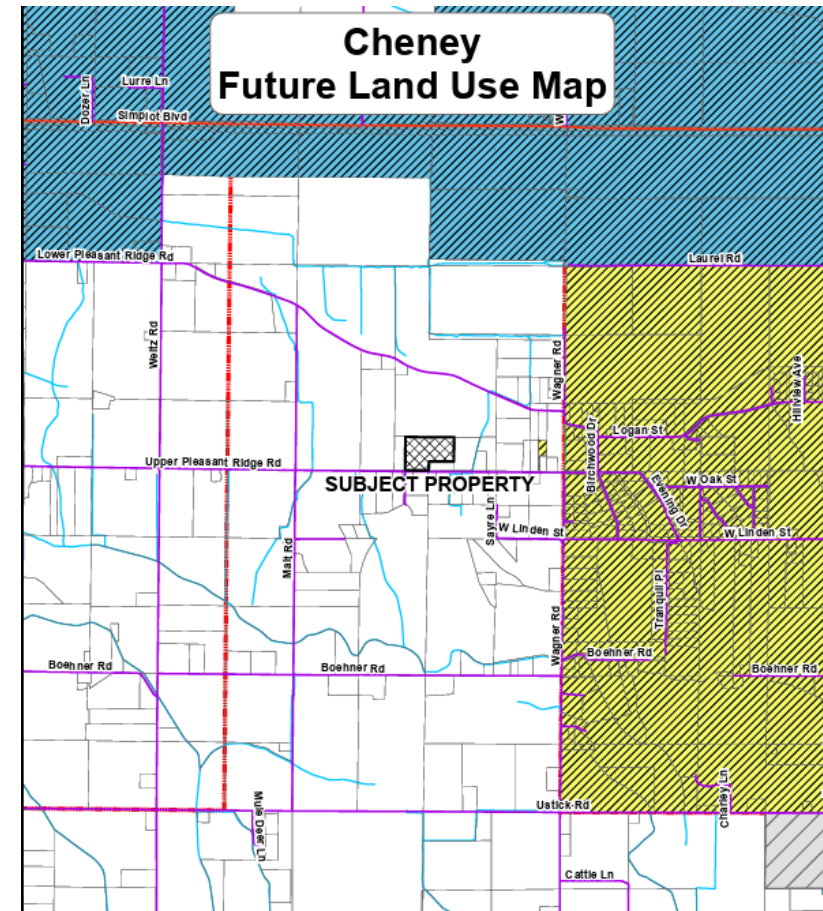 Cheney
Future Land Use Map
Dozer Ln
Lurre Ln
Simplot Blvd
W
Lower Pleasant Ridge Rd
Laurel Rd
Weitz Rd
Wagner Rd
Hillview Ave
Birchwood Dr
Logan St
Upper Pleasant Ridge Rd
SUBJECT PROPERTY
Evening Dr
W Oak St
Sayre Ln
W Linden St
W Linden St
Malt Rd
Tranquil Pl
Wagner Rd
Boehner Rd
Boehner Rd
Boehner Rd
Boehner Rd
Charley Ln
Mule Deer Ln
Ustick Rd
Cattle Ln